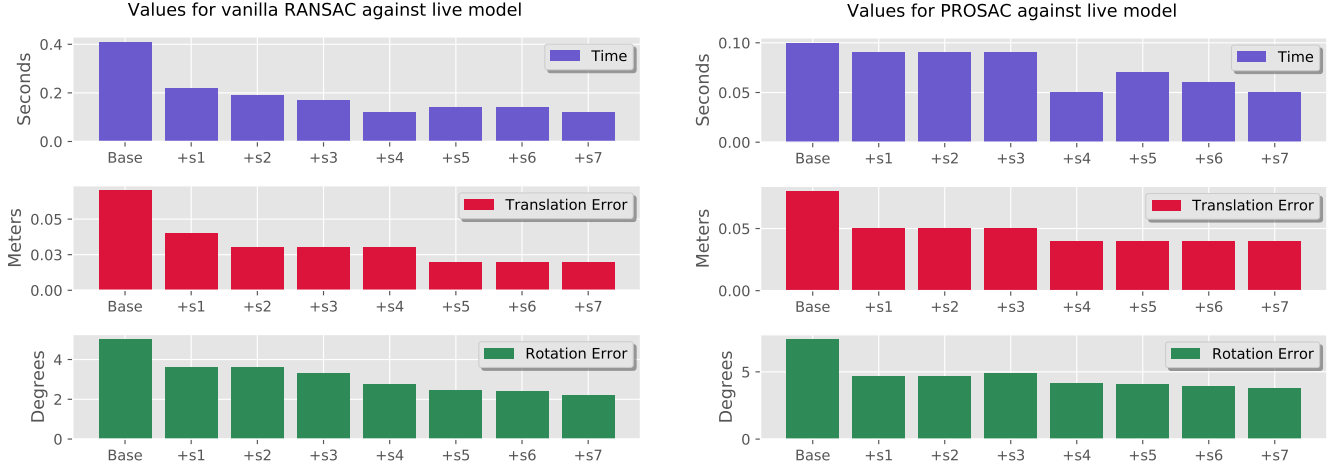 Values for vanilla RANSAC against live model
Seconds
0.4
0.2
0.0
Time
Base +s1 +s2 +s3 +s4 +s5 +s6 +s7
Meters
0.05
0.03
0.00
Translation Error
Base +s1 +s2 +s3 +s4 +s5 +s6 +s7
Degrees
4
2
0
Rotation Error
Base +s1 +s2 +s3 +s4 +s5 +s6 +s7
Values for PROSAC against live model
Seconds
0.10
0.05
0.00
Time
Base +s1 +s2 +s3 +s4 +s5 +s6 +s7
Meters
0.05
0.00
Translation Error
Base +s1 +s2 +s3 +s4 +s5 +s6 +s7
Degrees
5
0
Rotation Error
Base +s1 +s2 +s3 +s4 +s5 +s6 +s7